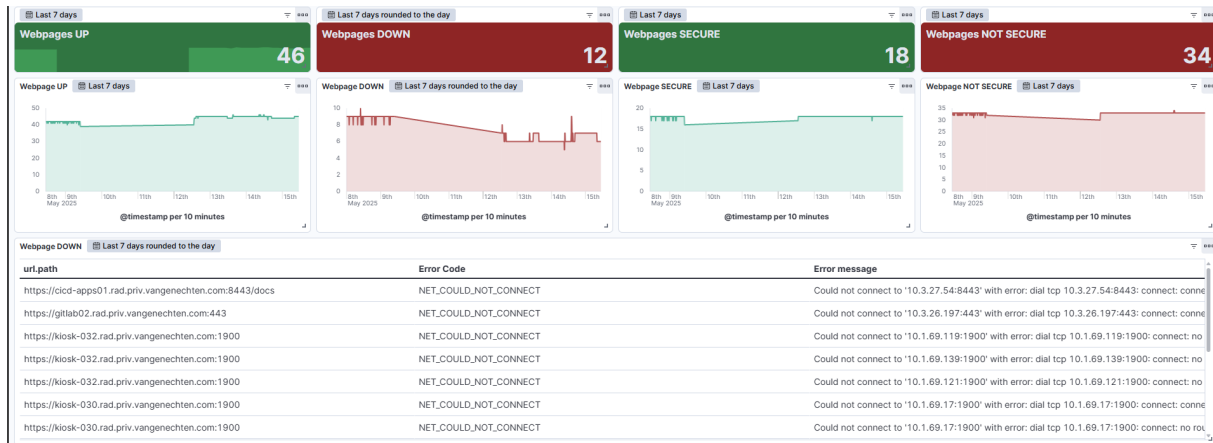 Last 7 days
Webpages UP
46
Last 7 days rounded to the day
Webpages DOWN
12
Last 7 days
Webpages SECURE
18
Last 7 days
Webpages NOT SECURE
34
Webpage UP Last 7 days
50
40
30
20
10
0
8th 9th 10th 11th 12th 13th 14th 15th
May 2025
@timestamp per 10 minutes
Webpage DOWN Last 7 days rounded to the day
10
8
6
4
2
0
8th 9th 10th 11th 12th 13th 14th 15th
May 2025
@timestamp per 10 minutes
Webpage SECURE Last 7 days
20
15
10
5
0
8th 9th 10th 11th 12th 13th 14th 15th
May 2025
@timestamp per 10 minutes
Webpage NOT SECURE Last 7 days
35
30
25
20
15
10
5
0
8th 9th 10th 11th 12th 13th 14th 15th
May 2025
@timestamp per 10 minutes
Webpage DOWN Last 7 days rounded to the day
url.path Error Code Error message
https://cicd-apps01.rad.priv.vangenechten.com:8443/docs NET_COULD_NOT_CONNECT Could not connect to '10.3.27.54:8443' with error: dial tcp 10.3.27.54:8443: connect: conne
https://gitlab02.rad.priv.vangenechten.com:443 NET_COULD_NOT_CONNECT Could not connect to '10.3.26.197:443' with error: dial tcp 10.3.26.197:443: connect: conne
https://kiosk-032.rad.priv.vangenechten.com:1900 NET_COULD_NOT_CONNECT Could not connect to '10.1.69.119:1900' with error: dial tcp 10.1.69.119:1900: connect: no
https://kiosk-032.rad.priv.vangenechten.com:1900 NET_COULD_NOT_CONNECT Could not connect to '10.1.69.139:1900' with error: dial tcp 10.1.69.139:1900: connect: no
https://kiosk-032.rad.priv.vangenechten.com:1900 NET_COULD_NOT_CONNECT Could not connect to '10.1.69.121:1900' with error: dial tcp 10.1.69.121:1900: connect: no
https://kiosk-030.rad.priv.vangenechten.com:1900 NET_COULD_NOT_CONNECT Could not connect to '10.1.69.17:1900' with error: dial tcp 10.1.69.17:1900: connect: conne
https://kiosk-030.rad.priv.vangenechten.com:1900 NET_COULD_NOT_CONNECT Could not connect to '10.1.69.17:1900' with error: dial tcp 10.1.69.17:1900: connect: no rou